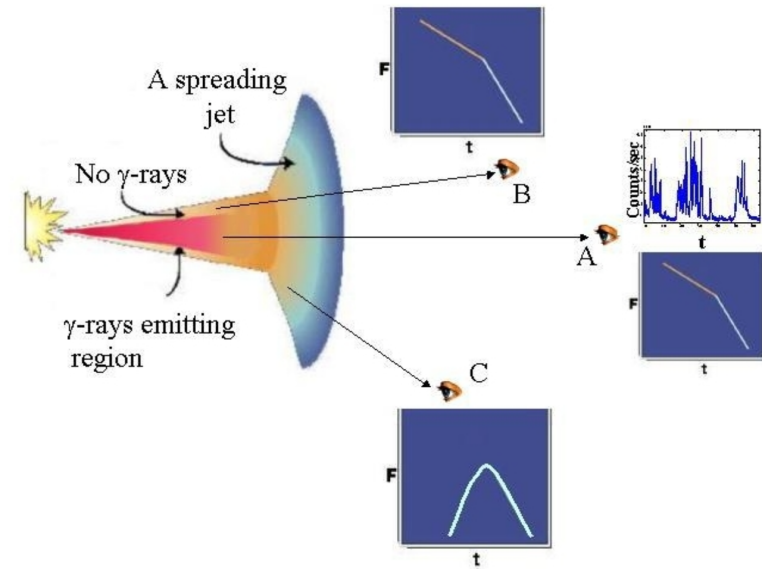 F
t
A spreading
jet
No γ-rays
B
Counts/sec
t
A
F
t
γ-rays emitting
region
C
F
t